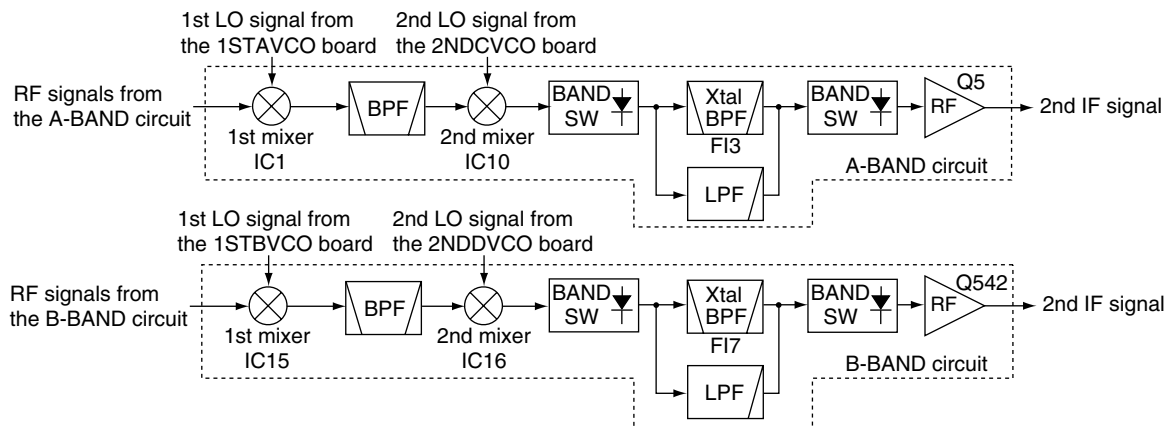 1st LO signal from
the 1STAVCO board
2nd LO signal from
the 2NDCVCO board
RF signals from
the A-BAND circuit
1st mixer
IC1
BPF
2nd mixer
IC10
BAND
SW
Xtal
BPF
FI3
LPF
BAND
SW
Q5
RF
2nd IF signal
A-BAND circuit
1st LO signal from
the 1STBVCO board
2nd LO signal from
the 2NDDVCO board
RF signals from
the B-BAND circuit
1st mixer
IC15
BPF
2nd mixer
IC16
BAND
SW
Xtal
BPF
FI7
LPF
BAND
SW
Q542
RF
2nd IF signal
B-BAND circuit